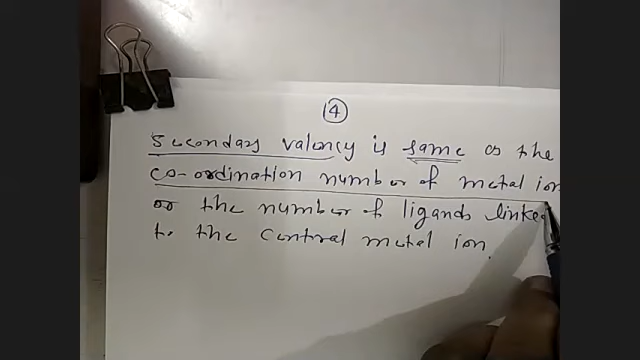 4
Secondary valency is same as the
co-ordination number of metal ion
or the number of ligands linked
to the central metal ion.